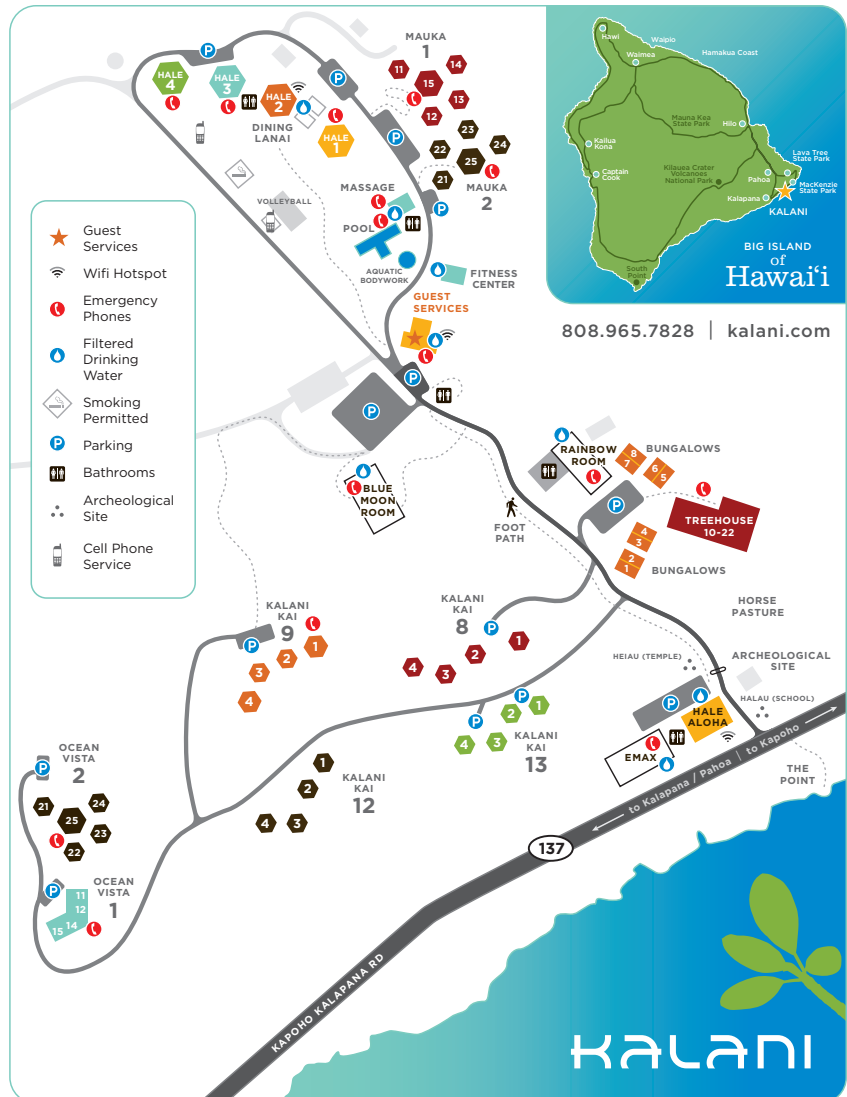 HALE
4
HALE
3
HALE
2
HALE
1
DINING
LANAI
P
P
P
P
MAUKA
1
11
15
14
13
12
23
22
25
24
21
MAUKA
2
VOLLEYBALL
MASSAGE
POOL
AQUATIC
BODYWORK
FITNESS
CENTER
GUEST
SERVICES
P
P
Hawi
Waipio
Waimea
Hamakua Coast
Mauna Kea
State Park
Hilo
Kailua
Kona
Captain
Cook
Kilauea Crater
Volcanoes
National Park
Lava Tree
State Park
Pahoa
MacKenzie
State Park
Kalapana
KALANI
South
Point
BIG ISLAND
of
Hawai‘i
808.965.7828 | kalani.com
Guest
Services
Wifi Hotspot
Emergency
Phones
Filtered
Drinking
Water
Smoking
Permitted
P
Parking
Bathrooms
Archeological
Site
Cell Phone
Service
BLUE
MOON
ROOM
FOOT
PATH
RAINBOW
ROOM
BUNGALOWS
8
7
6
5
P
TREEHOUSE
10-22
4
3
2
1
BUNGALOWS
HORSE
PASTURE
KALANI
KAI
9
P
1
2
3
4
KALANI
KAI
8
P
1
2
3
4
HEIAU (TEMPLE)
ARCHEOLOGICAL
SITE
HALAU (SCHOOL)
P
HALE
ALOHA
EMAX
P
P
1
2
3
4
KALANI
KAI
13
THE
POINT
to Kalapana / Pahoa | to Kapoho
1
2
3
4
KALANI
KAI
12
OCEAN
VISTA
2
P
21
25
24
23
22
OCEAN
VISTA
1
P
11
12
14
15
137
KAPOHO KALAPANA RD
KALANI